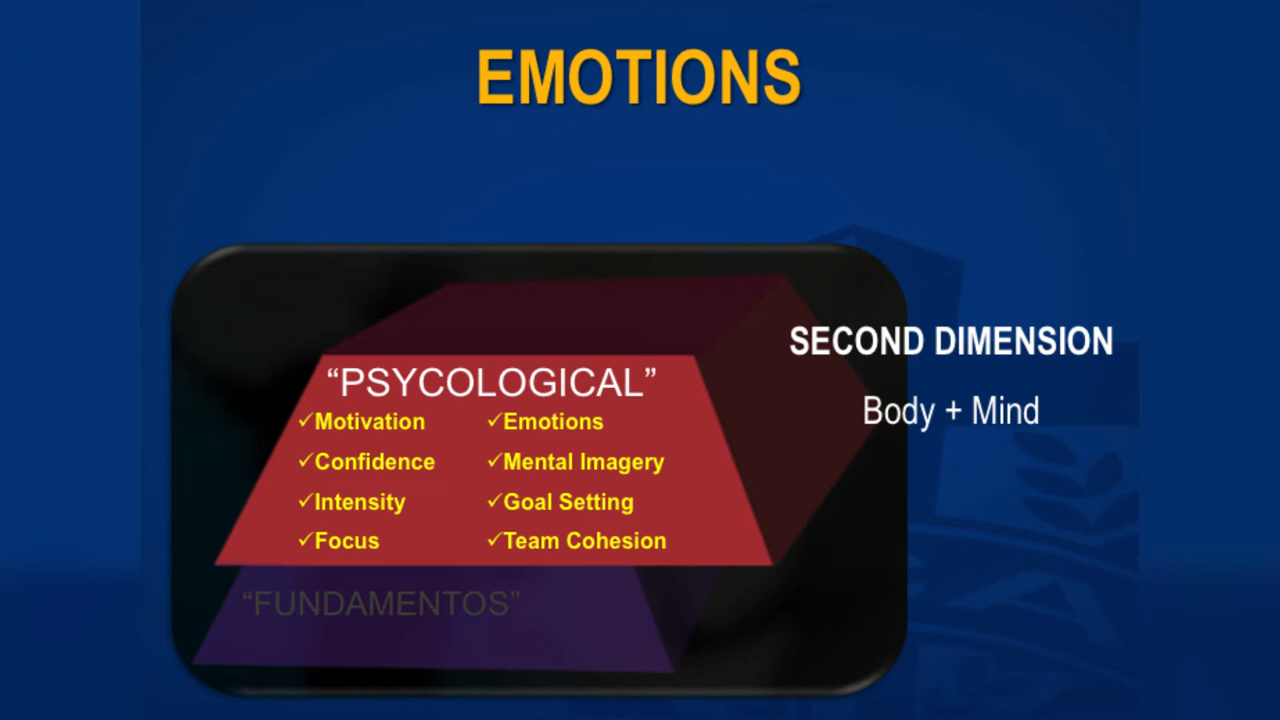 EMOTIONS
SECOND DIMENSION
Body + Mind
“PSYCOLOGICAL”
✓Motivation ✓Emotions
✓Confidence ✓Mental Imagery
✓Intensity ✓Goal Setting
✓Focus ✓Team Cohesion
“FUNDAMENTOS”